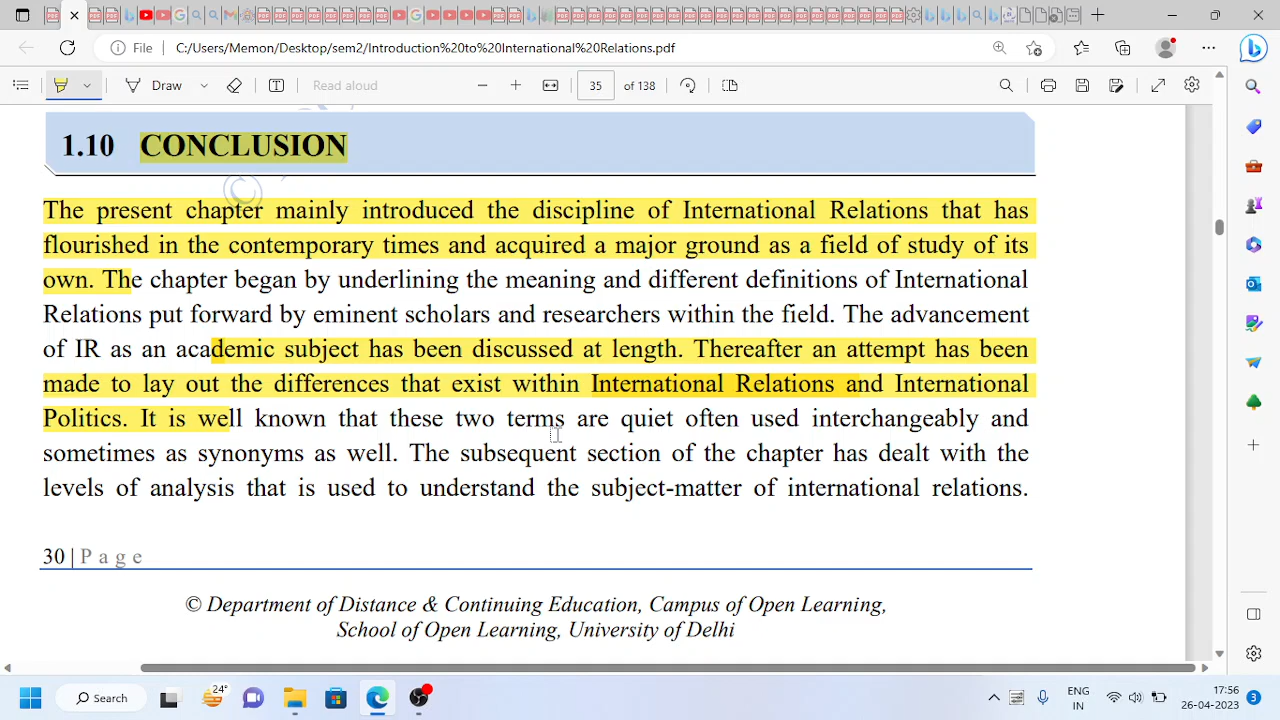 File
C:/Users/Memon/Desktop/sem2/Introduction%20to%20International%20Relations.pdf
Draw
Read aloud
35
of 138
1.10 CONCLUSION
The present chapter mainly introduced the discipline of International Relations that has
flourished in the contemporary times and acquired a major ground as a field of study of its
own. The chapter began by underlining the meaning and different definitions of International
Relations put forward by eminent scholars and researchers within the field. The advancement
of IR as an academic subject has been discussed at length. Thereafter an attempt has been
made to lay out the differences that exist within International Relations and International
Politics. It is well known that these two terms are quiet often used interchangeably and
sometimes as synonyms as well. The subsequent section of the chapter has dealt with the
levels of analysis that is used to understand the subject-matter of international relations.
30 | P a g e
© Department of Distance & Continuing Education, Campus of Open Learning,
School of Open Learning, University of Delhi
Search
24°
ENG
IN
17:56
26-04-2023
3